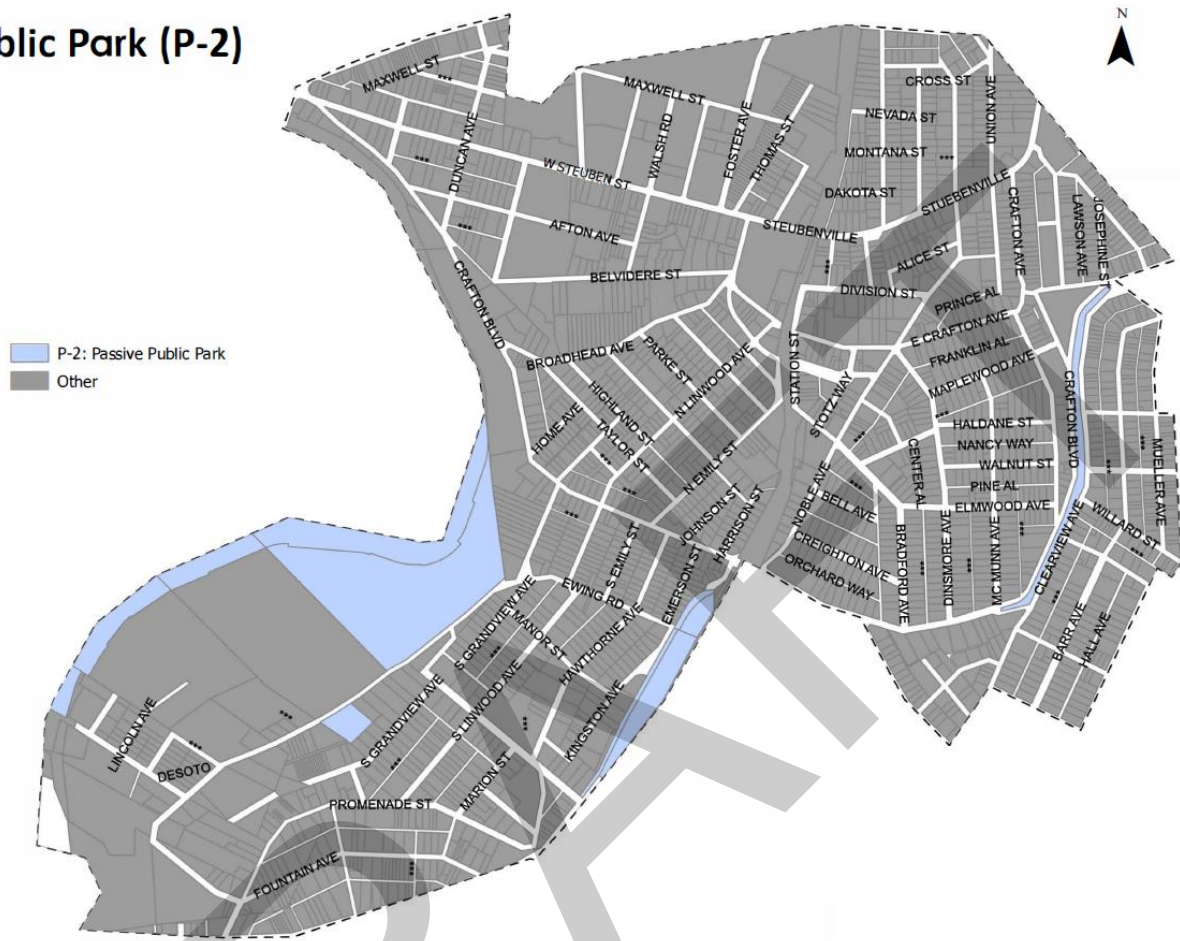 blic Park (P-2)
N
P-2: Passive Public Park
Other
MAXWELL ST
MAXWELL ST
CROSS ST
UNION AVE
NEVADA ST
DUNCAN AVE
WALSH RD
FOSTER AVE
THOMAS ST
MONTANA ST
W STEUBEN ST
DAKOTA ST
STUEBENVILLE
CRAFTON AVE
LAWSON AVE
JOSEPHINE ST
AFTON AVE
STEUBENVILLE
ALICE ST
BELVIDERE ST
DIVISION ST
CRAFTON BLVD
PRINCE AL
E CRAFTON AVE
BROADHEAD AVE
PARKE ST
N LINWOOD AVE
STATION ST
FRANKLIN AL
MAPLEWOOD AVE
CRAFTON BLVD
HIGHLAND ST
HOME AVE
TAYLOR ST
STOTZ WAY
HALDANE ST
NANCY WAY
WALNUT ST
MUELLER AVE
CENTER AL
N EMILY ST
PINE AL
ELMWOOD AVE
JOHNSON ST
HARRISON ST
NOBLE AVE
BELL AVE
WILLARD ST
S EMILY ST
CREIGHTON AVE
BRADFORD AVE
DINSMORE AVE
MC MUNN AVE
CLEARVIEW AVE
ORCHARD WAY
EMERSON ST
EWING RD
S GRANDVIEW AVE
MANOR ST
HAWTHORNE AVE
BARR AVE
HALL AVE
S GRANDVIEW AVE
S LINWOOD AVE
KINGSTON AVE
LINCOLN AVE
DESOTO
MARION ST
PROMENADE ST
FOUNTAIN AVE